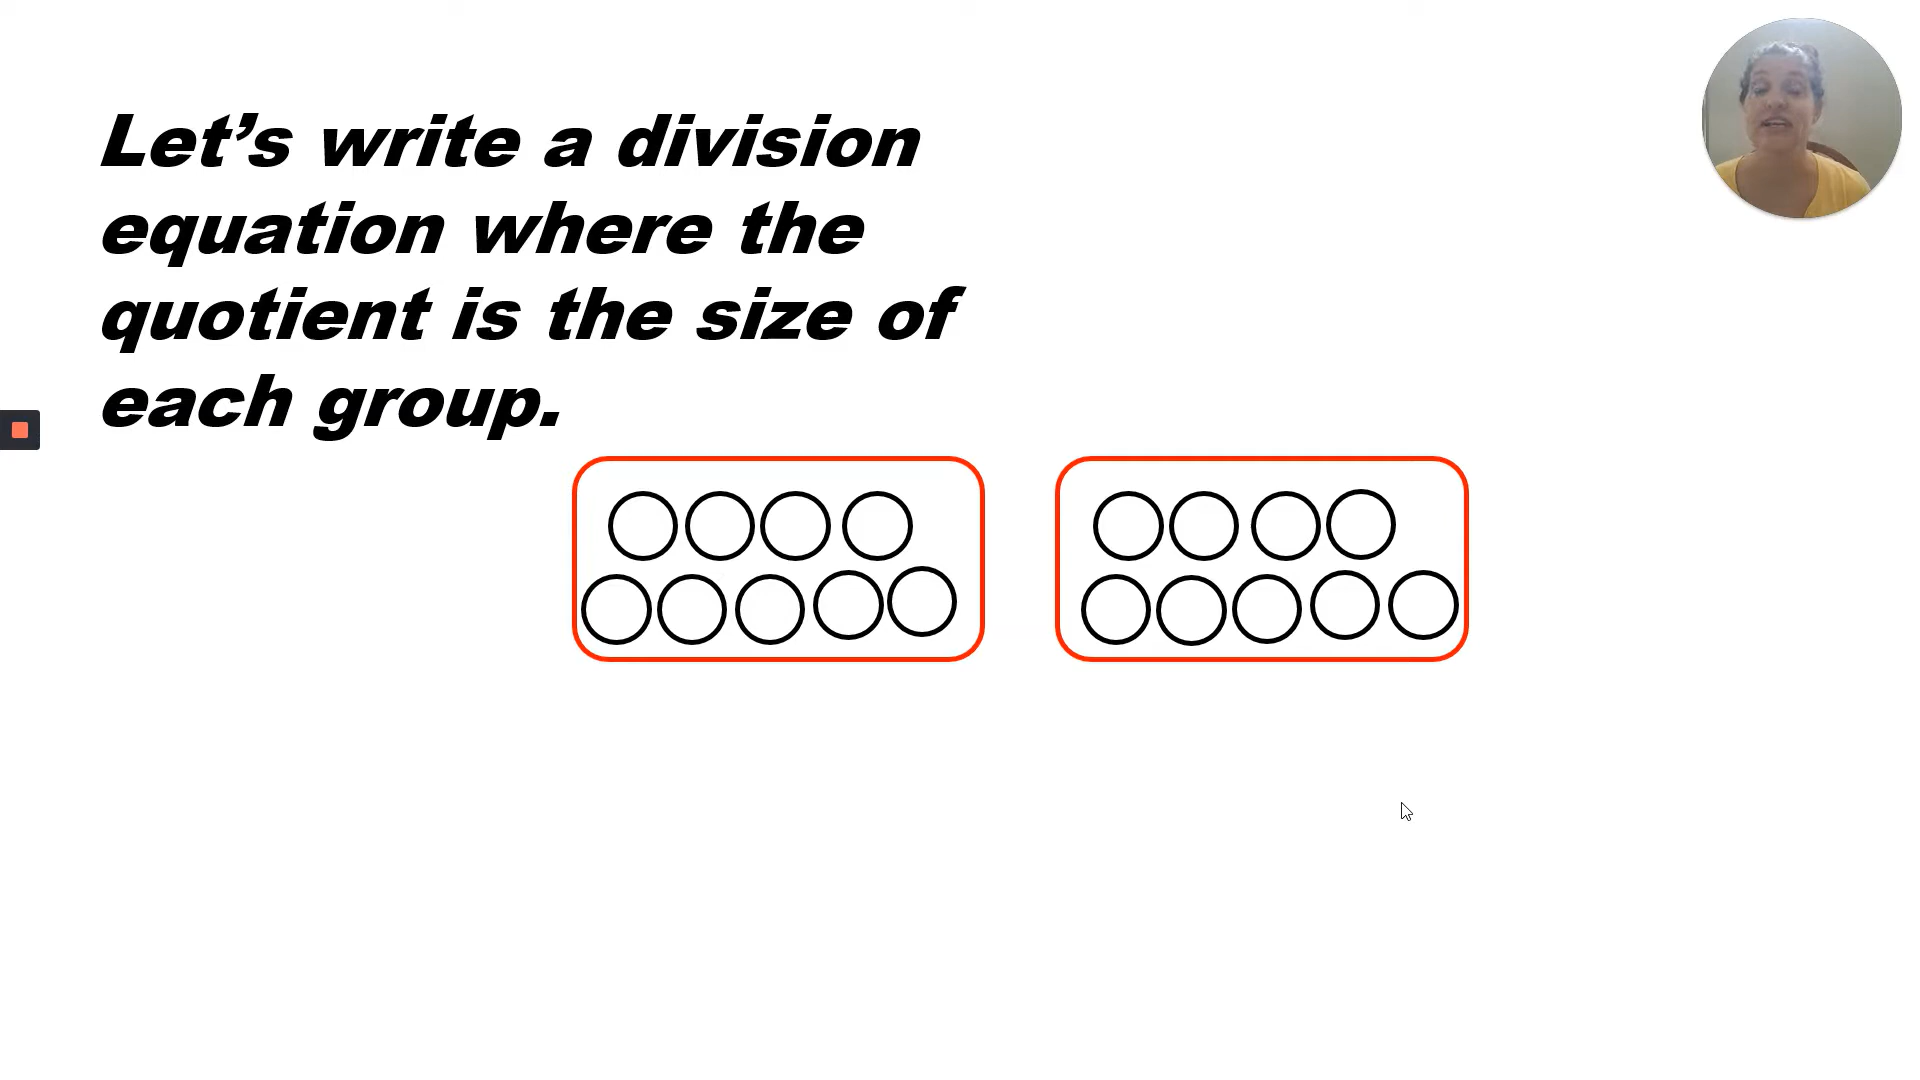 Let’s write a division
equation where the
quotient is the size of
each group.